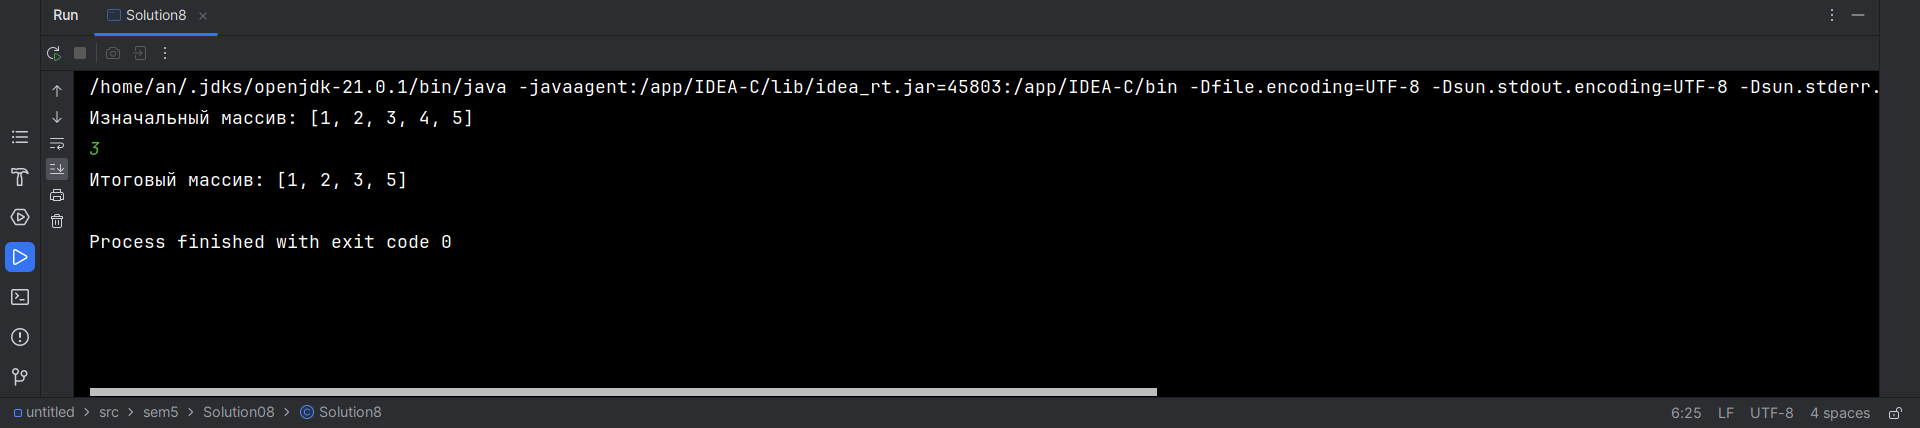 Run Solution8
/home/an/.jdks/openjdk-21.0.1/bin/java -javaagent:/app/IDEA-C/lib/idea_rt.jar=45803:/app/IDEA-C/bin -Dfile.encoding=UTF-8 -Dsun.stdout.encoding=UTF-8 -Dsun.stderr.
Изначальный массив: [1, 2, 3, 4, 5]
3
Итоговый массив: [1, 2, 3, 5]
Process finished with exit code 0
untitled > src > sem5 > Solution08 > Solution8 6:25 LF UTF-8 4 spaces